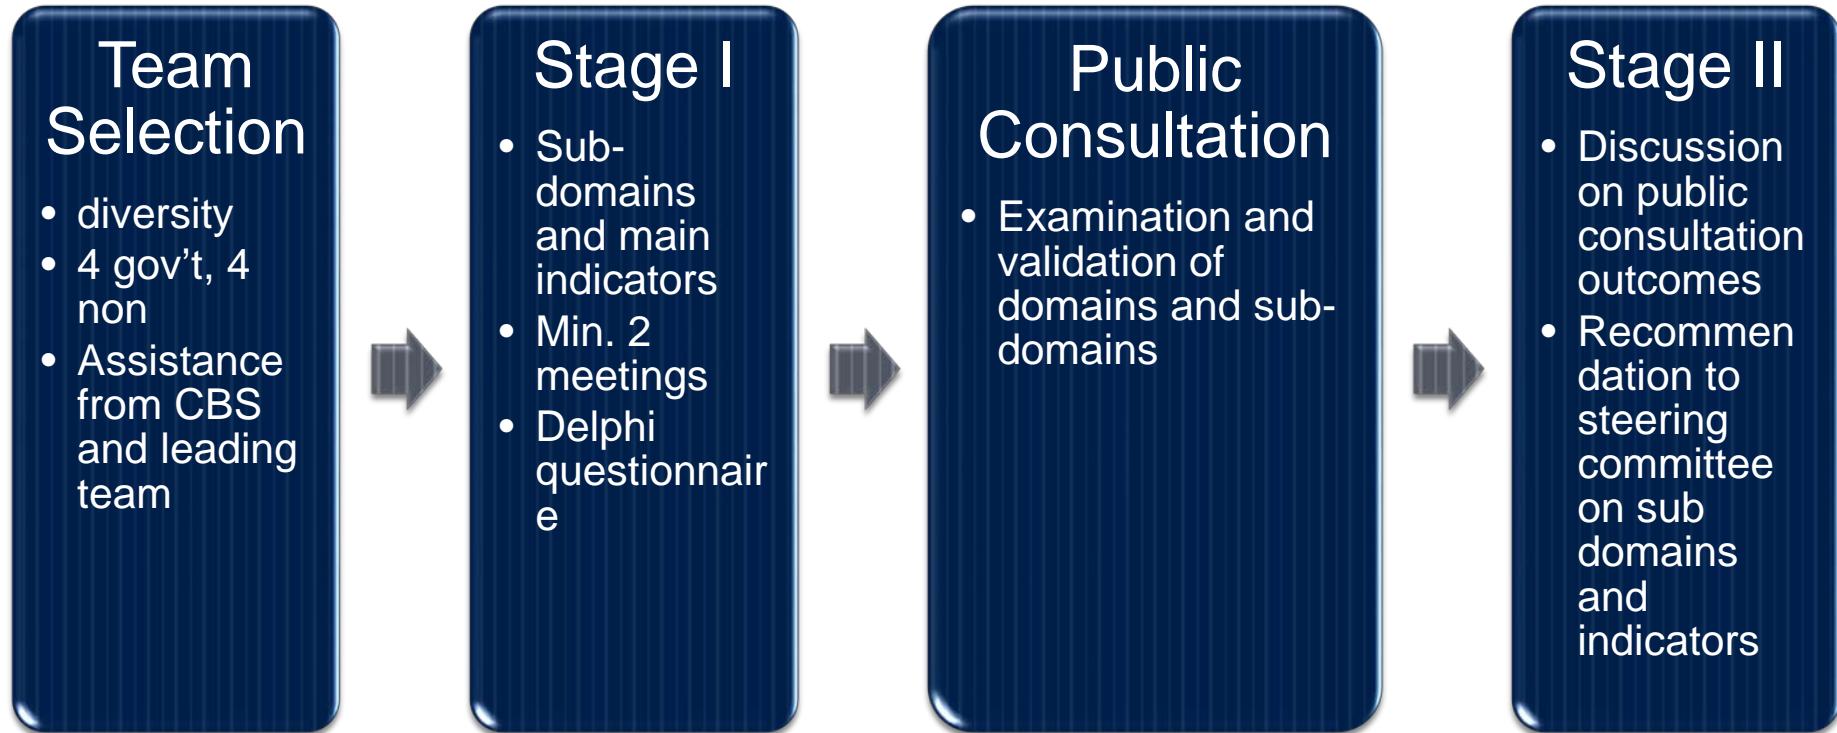 Team
Selection
• diversity
• 4 gov’t, 4
non
• Assistance
from CBS
and leading
team
Stage I
• Sub-
domains
and main
indicators
• Min. 2
meetings
• Delphi
questionnair
e
Public
Consultation
• Examination and
validation of
domains and sub-
domains
Stage II
• Discussion
on public
consultation
outcomes
• Recommen
dation to
steering
committee
on sub
domains
and
indicators